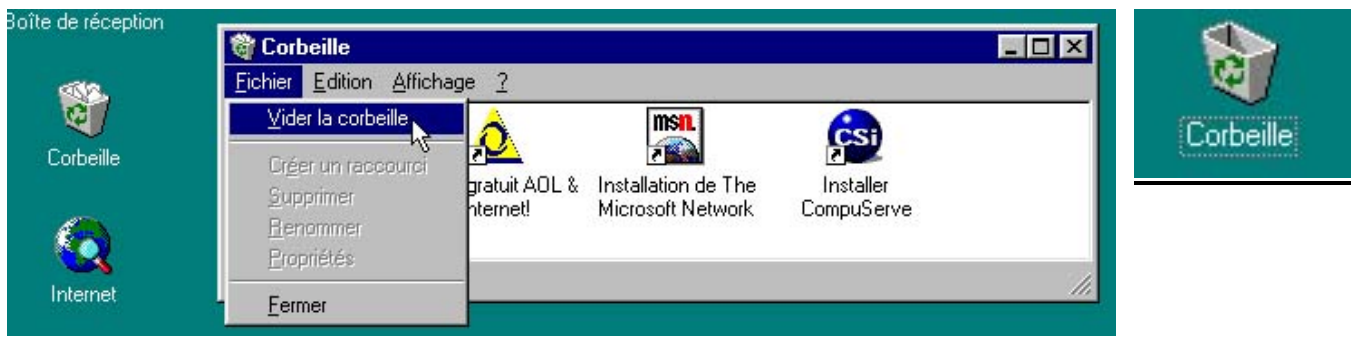 Boîte de réception
Corbeille
Internet
Corbeille
Fichier Edition Affichage ?
Vider la corbeille
Créer un raccourci
Supprimer
Renommer
Propriétés
Fermer
gratuit AOL &
nternet!
msn.
Installation de The
Microsoft Network
CSi
Installer
CompuServe
Corbeille